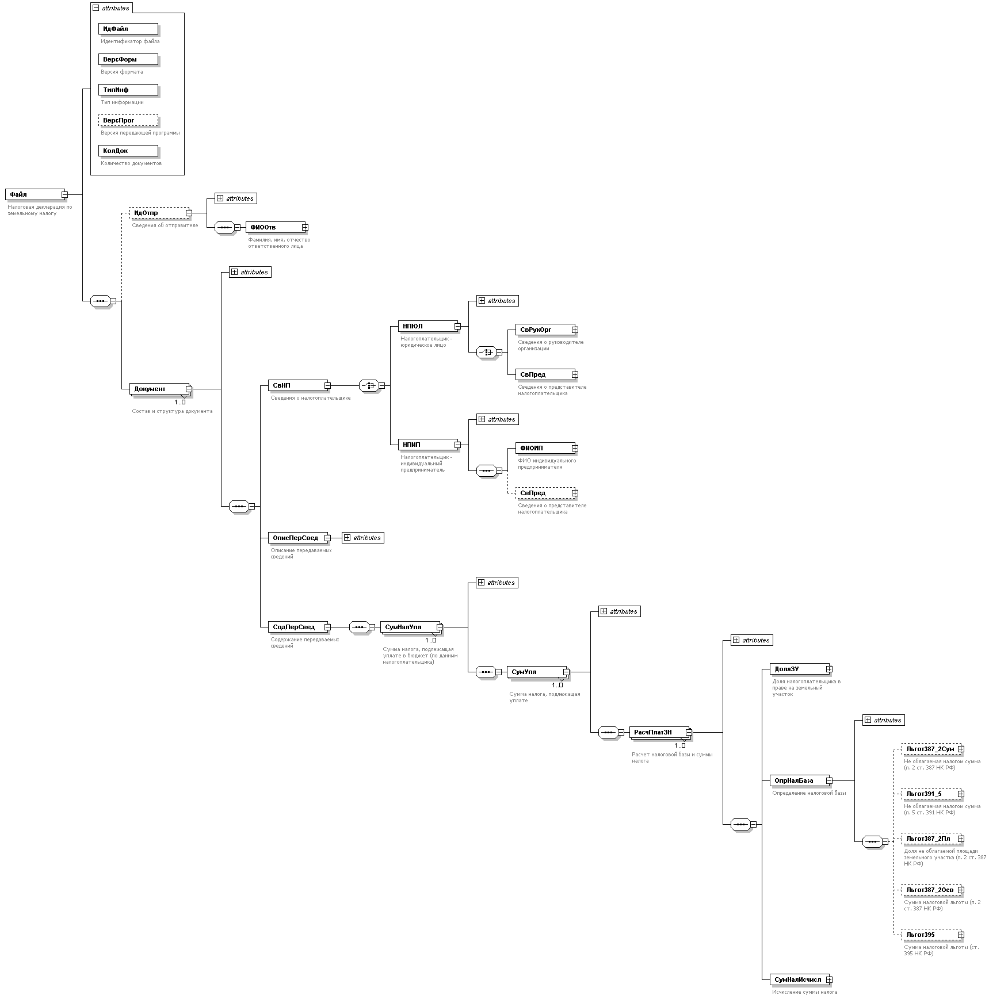 attributes
ИдФайл
Идентификатор файла
ВерсФорм
Версия формата
ТипИнф
Тип информации
ВерсПрог
Версия передающей программы
КолДок
Количество документов
Файл
Налоговая декларация по
земельному налогу
attributes
ИдОтпр
Сведения об отправителе
ФИООтв
Фамилия, имя, отчество
ответственного лица
attributes
Документ
1..
Состав и структура документа
СвНП
Сведения о налогоплательщике
attributes
НПЮЛ
Налогоплательщик -
юридическое лицо
СвРукОрг
Сведения о руководителе
организации
СвПред
Сведения о представителе
налогоплательщика
attributes
НПИП
Налогоплательщик -
индивидуальный
предприниматель
ФИОИП
ФИО индивидуального
предпринимателя
СвПред
Сведения о представителе
налогоплательщика
ОписПерСвед
attributes
Описание передаваемых
сведений
СодПерСвед
Содержание передаваемых
сведений
attributes
СумНалУпл
1..
Сумма налога, подлежащая
уплате в бюджет (по данным
налогоплательщика)
attributes
СумУпл
1..
Сумма налога, подлежащая
уплате
attributes
РасчПлатЗН
1..
Расчет налоговой базы и суммы
налога
ДоляЗУ
Доля налогоплательщика в
праве на земельный
участок
attributes
ОпрНалБаза
Определение налоговой базы
Льгот387_2Сум
Не облагаемая налогом сумма
(п. 2 ст. 387 НК РФ)
Льгот391_5
Не облагаемая налогом сумма
(п. 5 ст. 391 НК РФ)
Льгот387_2Пл
Доля не облагаемой площади
земельного участка (п. 2 ст. 387
НК РФ)
Льгот387_2Осв
Сумма налоговой льготы (п. 2
ст. 387 НК РФ)
Льгот395
Сумма налоговой льготы (ст.
395 НК РФ)
СумНалИсчисл
Исчисление суммы налога